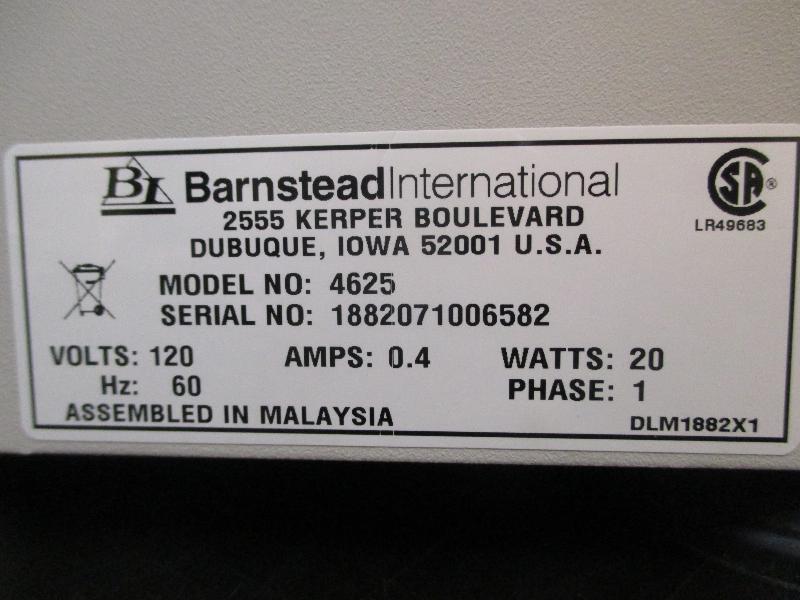 BI BarnsteadInternational
2555 KERPER BOULEVARD
DUBUQUE, IOWA 52001 U.S.A.
SA ®
LR49683
MODEL NO: 4625
SERIAL NO: 1882071006582
VOLTS: 120 AMPS: 0.4 WATTS: 20
Hz: 60 PHASE: 1
ASSEMBLED IN MALAYSIA DLM1882X1